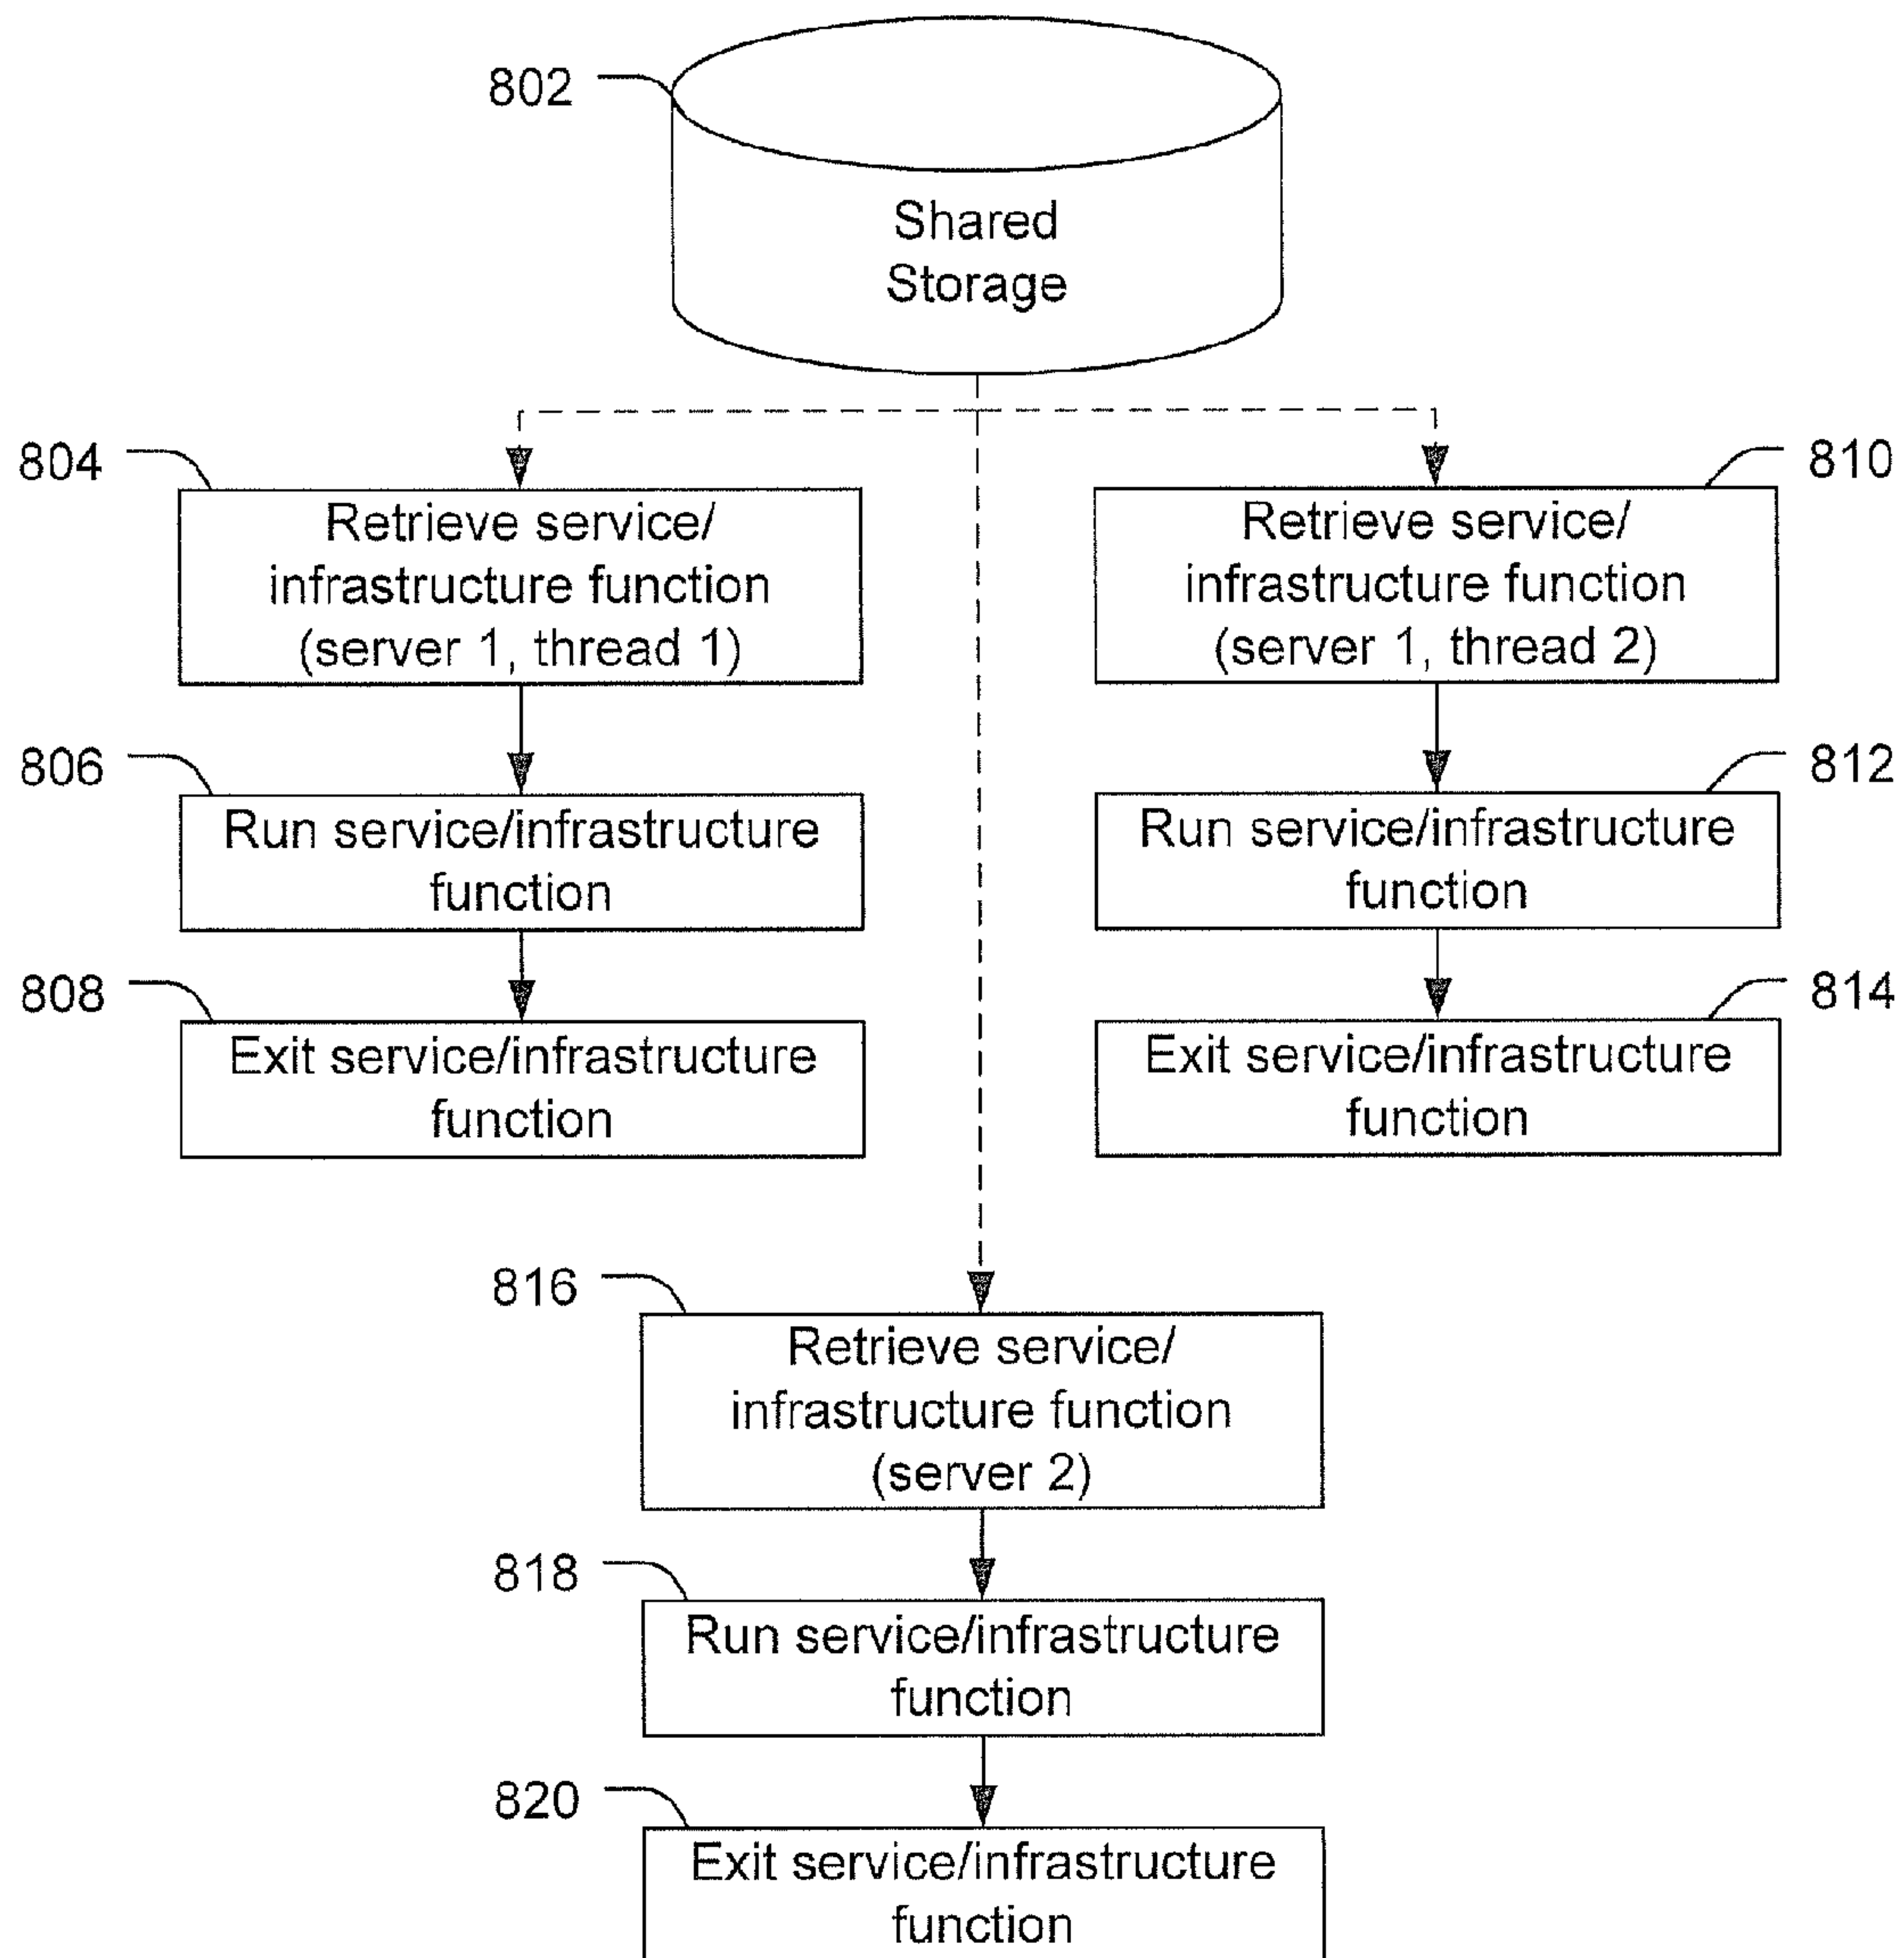 802
Shared
Storage
804
Retrieve service/
infrastructure function
(server 1, thread 1)
810
Retrieve service/
infrastructure function
(server 1, thread 2)
806
Run service/infrastructure
function
812
Run service/infrastructure
function
808
Exit service/infrastructure
function
814
Exit service/infrastructure
function
816
Retrieve service/
infrastructure function
(server 2)
818
Run service/infrastructure
function
820
Exit service/infrastructure
function